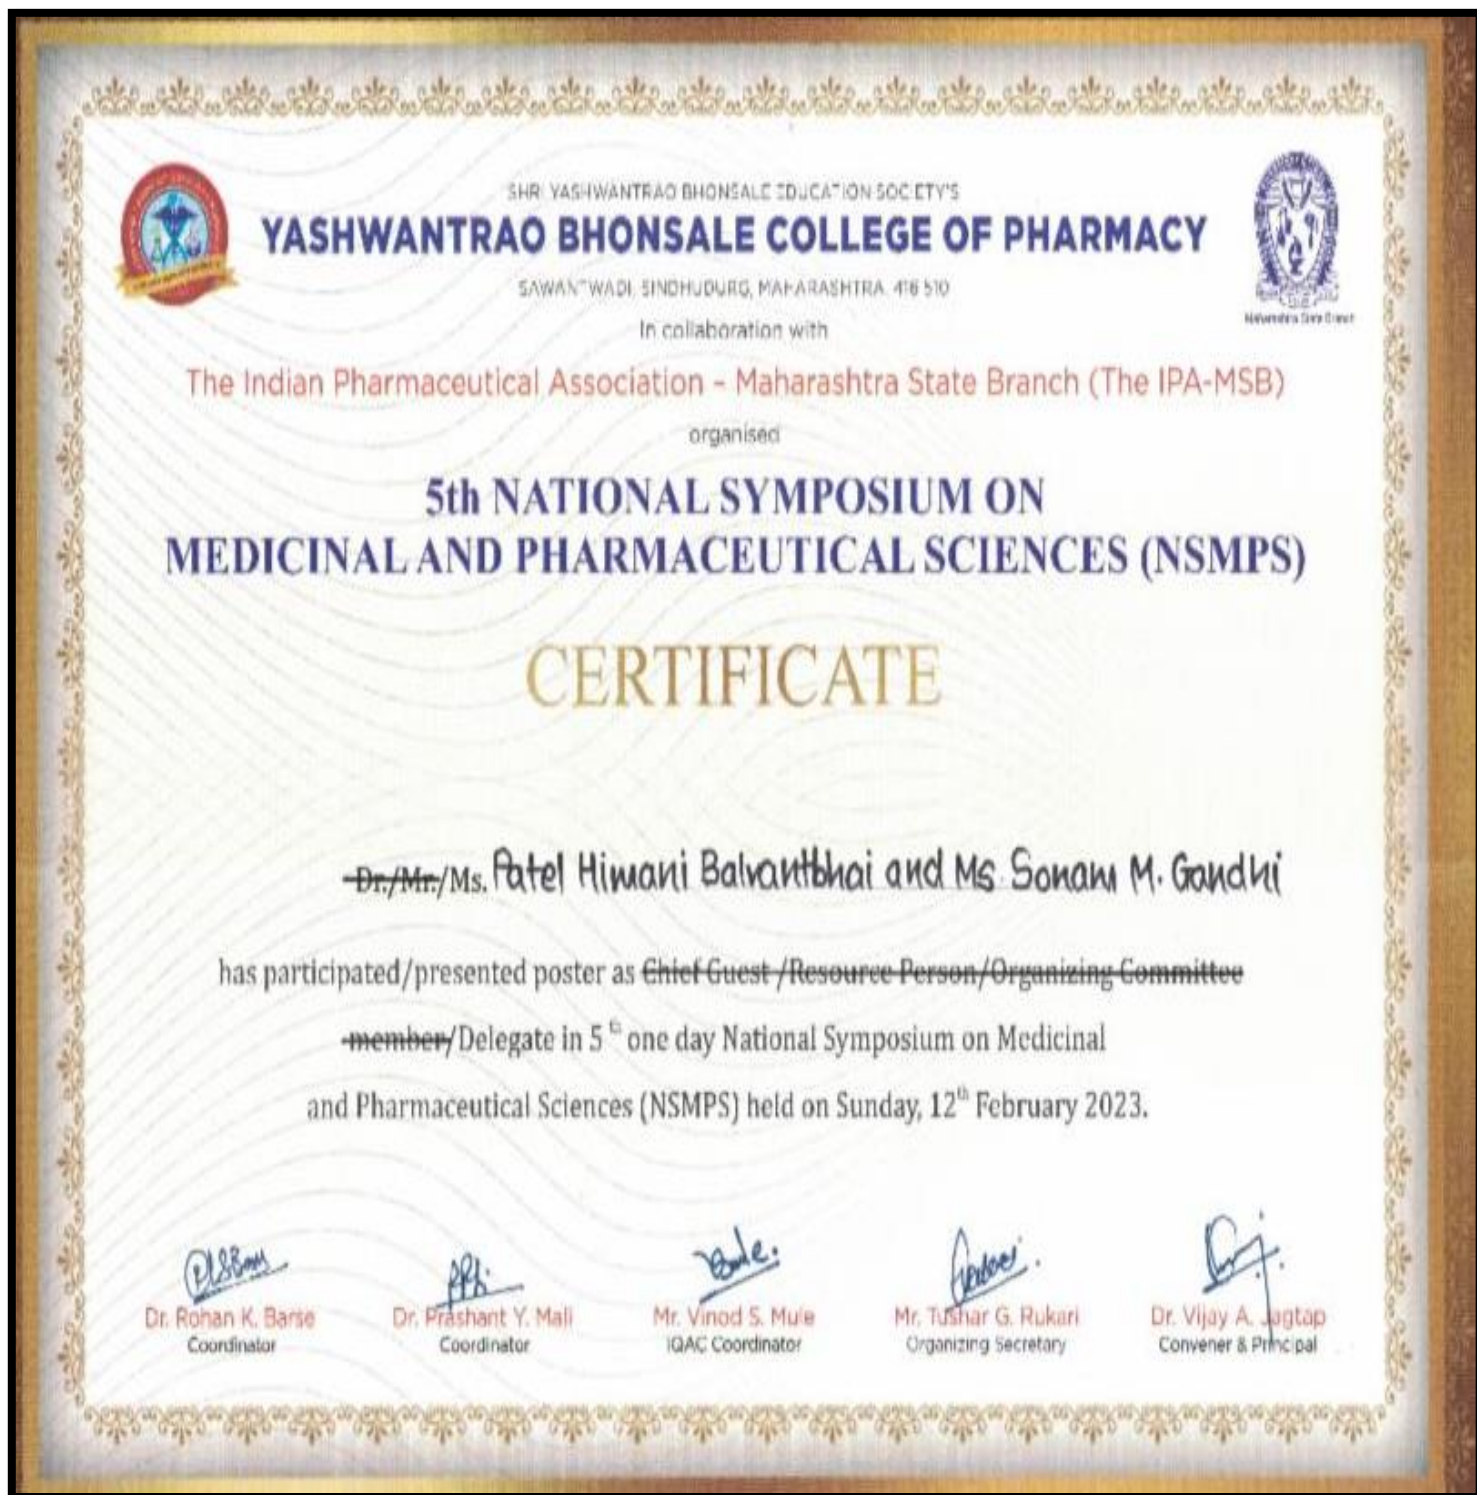 SHRI YASHWANTRAO BHONSALE EDUCATION SOCIETY'S
YASHWANTRAO BHONSALE COLLEGE OF PHARMACY
SAWANTWADI, SINDHUDURG, MAHARASHTRA. 416 510
Maharashtra State Branch
In collaboration with
The Indian Pharmaceutical Association - Maharashtra State Branch (The IPA-MSB)
organised
5th NATIONAL SYMPOSIUM ON
MEDICINAL AND PHARMACEUTICAL SCIENCES (NSMPS)
CERTIFICATE
Dr./Mr./Ms. Patel Himani Balvantbhai and Ms. Sonam M. Gandhi
has participated/presented poster as Chief Guest /Resource Person/Organizing Committee
member/Delegate in 5th one day National Symposium on Medicinal
and Pharmaceutical Sciences (NSMPS) held on Sunday, 12th February 2023.
Dr. Rohan K. Barse
Coordinator
Dr. Prashant Y. Mali
Coordinator
Mr. Vinod S. Mule
IQAC Coordinator
Mr. Tushar G. Rukari
Organizing Secretary
Dr. Vijay A. Jagtap
Convener & Principal